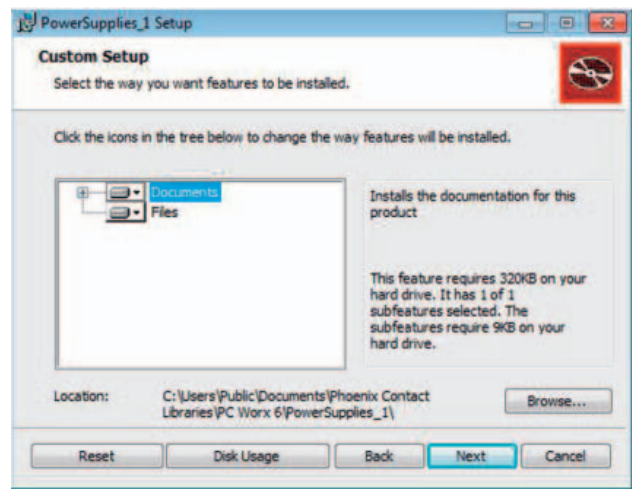 PowerSupplies_1 Setup
Custom Setup
Select the way you want features to be installed.
Click the icons in the tree below to change the way features will be installed.
Documents
Files
Installs the documentation for this
product
This feature requires 320KB on your
hard drive. It has 1 of 1
subfeatures selected. The
subfeatures require 9KB on your
hard drive.
Location:
C:\Users\Public\Documents\Phoenix Contact
Libraries\PC Worx 6\PowerSupplies_1\
Browse...
Reset
Disk Usage
Back
Next
Cancel